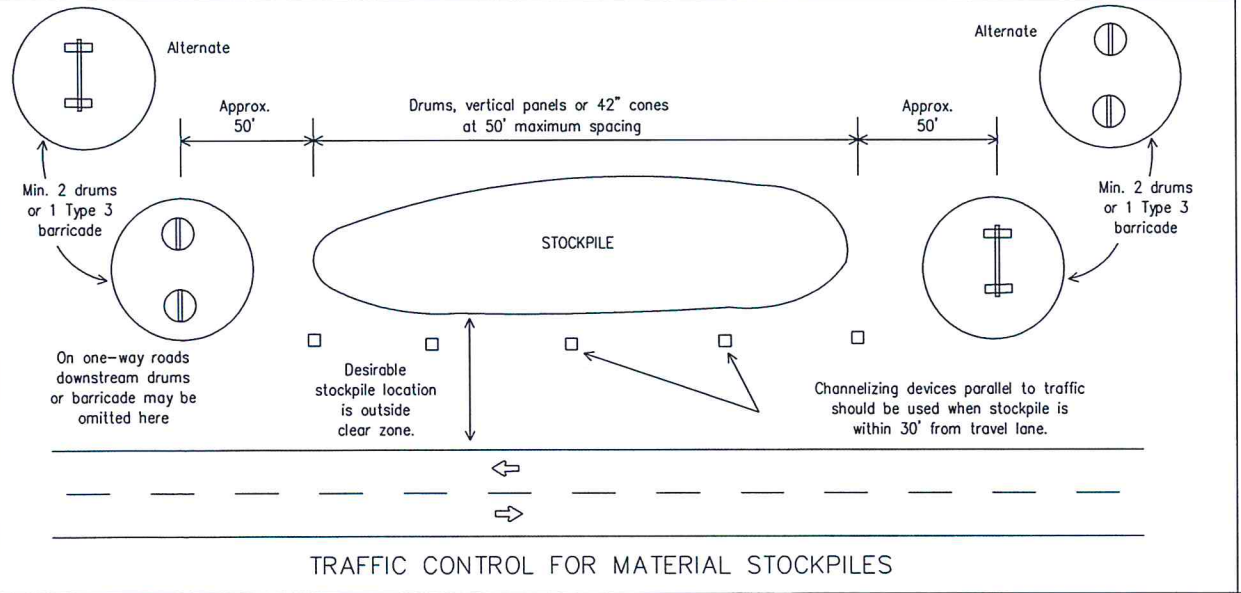 Alternate
Alternate
Approx.
50'
Drums, vertical panels or 42" cones
at 50' maximum spacing
Approx.
50'
Min. 2 drums
or 1 Type 3
barricade
Min. 2 drums
or 1 Type 3
barricade
STOCKPILE
On one-way roads
downstream drums
or barricade may be
omitted here
Desirable
stockpile location
is outside
clear zone.
Channelizing devices parallel to traffic
should be used when stockpile is
within 30' from travel lane.
TRAFFIC CONTROL FOR MATERIAL STOCKPILES